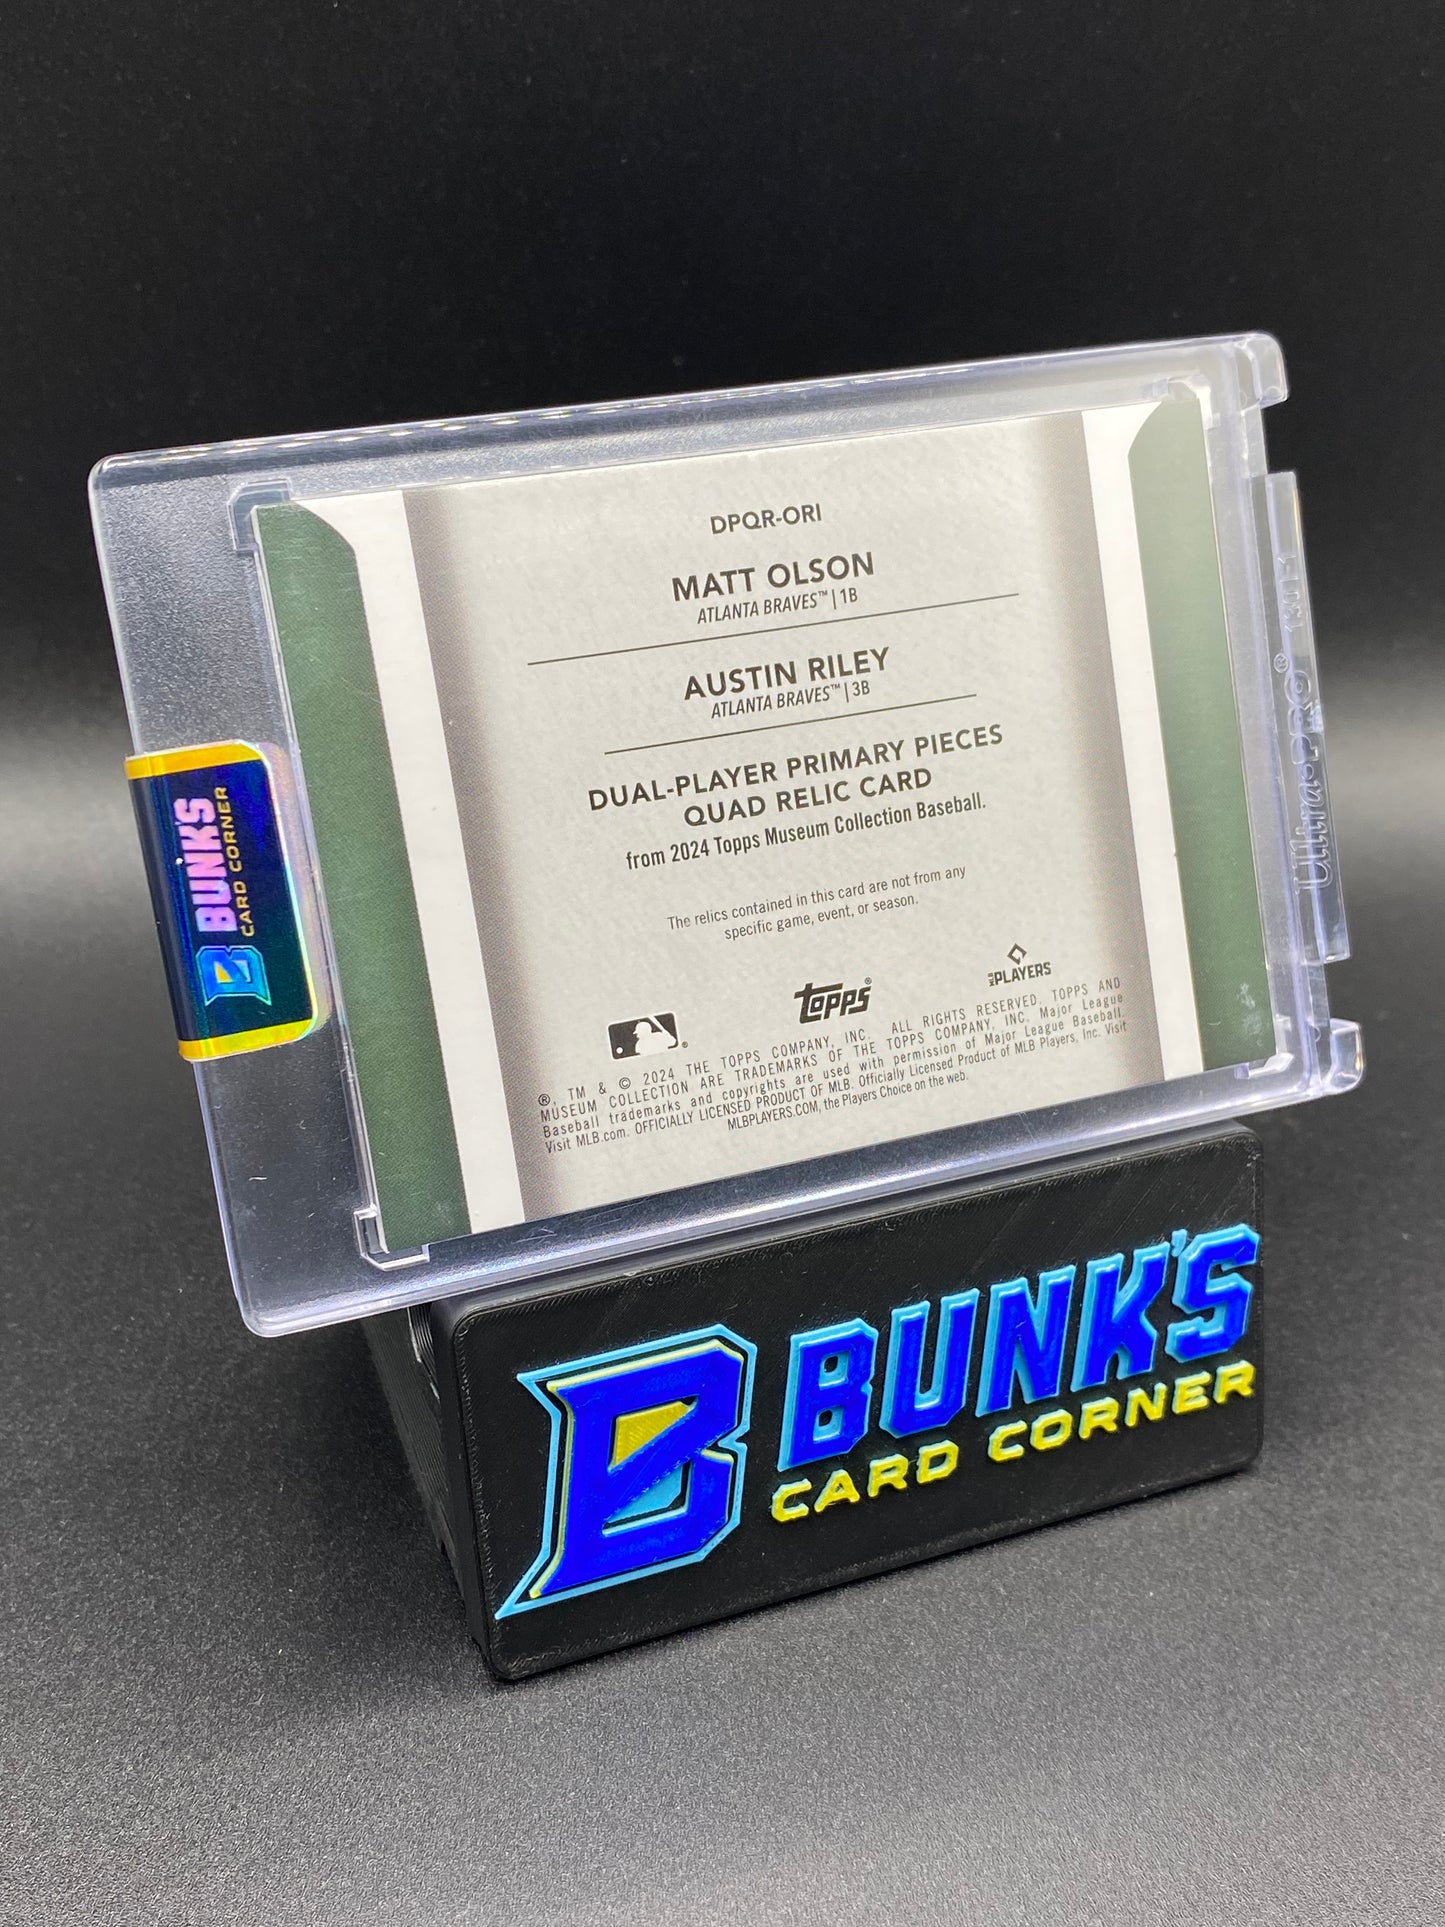 DPQR-ORI
MATT OLSON
ATLANTA BRAVES™ | 1B
AUSTIN RILEY
ATLANTA BRAVES™ | 3B
DUAL-PLAYER PRIMARY PIECES
QUAD RELIC CARD
from 2024 Topps Museum Collection Baseball.
The relics contained in this card are not from any
specific game, event, or season.
topps®
MLB PLAYERS
®, TM & © 2024 THE TOPPS COMPANY, INC. ALL RIGHTS RESERVED. TOPPS AND
MUSEUM COLLECTION ARE TRADEMARKS OF THE TOPPS COMPANY, INC. Major League
Baseball trademarks and copyrights are used with permission of Major League Baseball.
Visit MLB.com. OFFICIALLY LICENSED PRODUCT OF MLB. Officially Licensed Product of MLB Players, Inc. Visit
MLBPLAYERS.COM, the Players Choice on the web.
B BUNK'S
CARD CORNER
Ultra•PRO® 130U-1
B BUNK'S
CARD CORNER